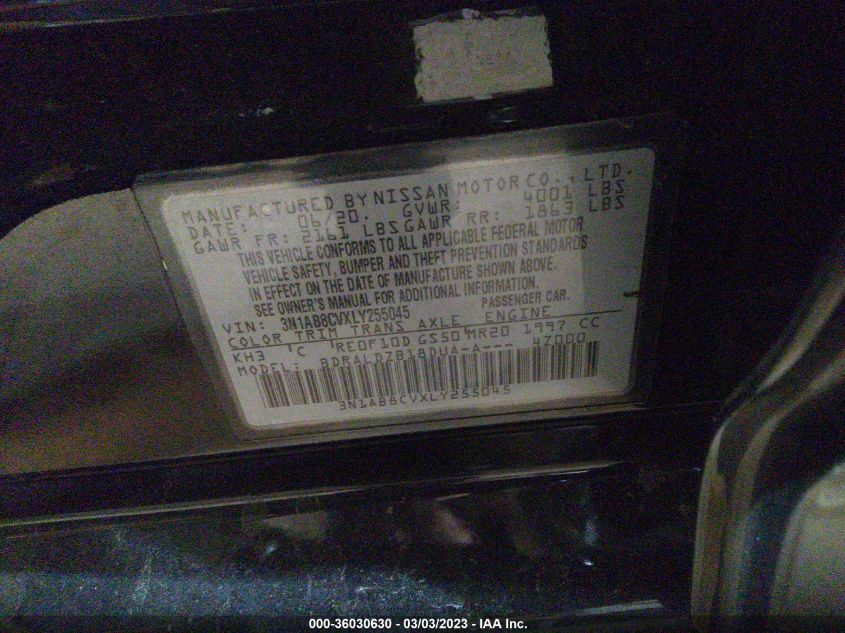 MANUFACTURED BY NISSAN MOTOR CO., LTD.
DATE: 06/20. GVWR: 4001 LBS
GAWR FR: 2161 LBS GAWR RR: 1863 LBS
THIS VEHICLE CONFORMS TO ALL APPLICABLE FEDERAL MOTOR
VEHICLE SAFETY, BUMPER AND THEFT PREVENTION STANDARDS
IN EFFECT ON THE DATE OF MANUFACTURE SHOWN ABOVE.
SEE OWNER'S MANUAL FOR ADDITIONAL INFORMATION.
VIN: 3N1AB8CVXLY255045 PASSENGER CAR.
COLOR TRIM TRANS AXLE ENGINE
KH3 C RE0F10D GS50 MR20 1997 CC
MODEL: BDRALDZB18DUA-A--- 47000
3N1AB8CVXLY255045
000-36030630 - 03/03/2023 - IAA Inc.